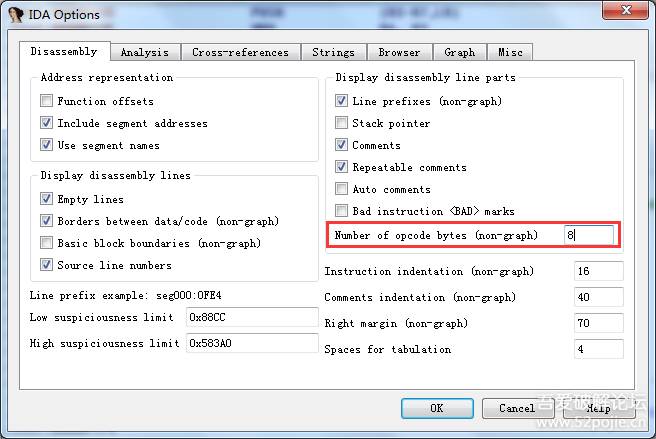 IDA Options
Disassembly Analysis Cross-references Strings Browser Graph Misc
Address representation
Function offsets
Include segment addresses
Use segment names
Display disassembly lines
Empty lines
Borders between data/code (non-graph)
Basic block boundaries (non-graph)
Source line numbers
Line prefix example: seg000:0FE4
Low suspiciousness limit 0x88CC
High suspiciousness limit 0x583A0
Display disassembly line parts
Line prefixes (non-graph)
Stack pointer
Comments
Repeatable comments
Auto comments
Bad instruction <BAD> marks
Number of opcode bytes (non-graph) 8
Instruction indentation (non-graph) 16
Comments indentation (non-graph) 40
Right margin (non-graph) 70
Spaces for tabulation 4
OK Cancel Help
吾爱破解论坛
www.52pojie.cn